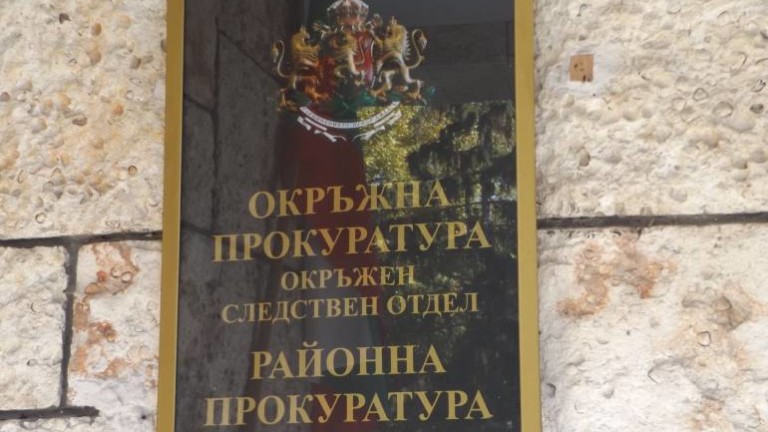 ОКРЪЖНА
ПРОКУРАТУРА
ОКРЪЖЕН
СЛЕДСТВЕН ОТДЕЛ
РАЙОННА
ПРОКУРАТУРА